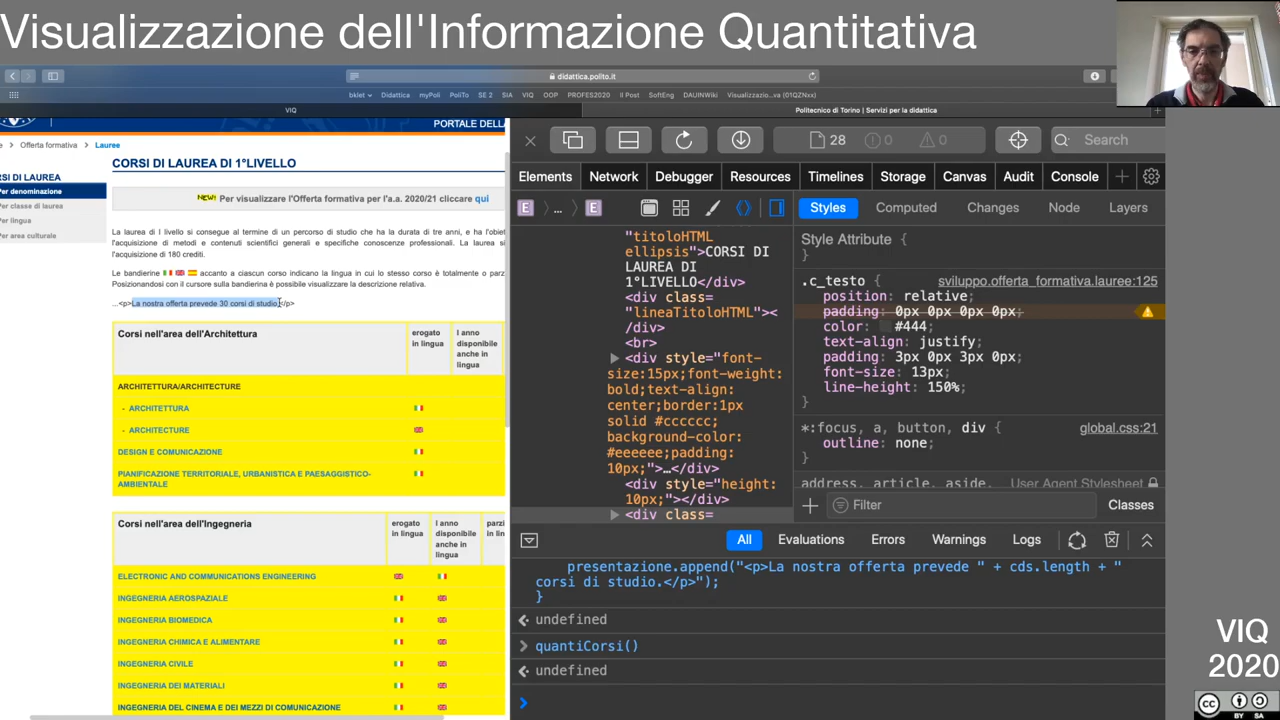 Visualizzazione dell'Informazione Quantitativa
didattica.polito.it
bklet Didattica myPoli PoliTo SE 2 SIA VIQ OOP PROFES2020 Il Post SoftEng DAUINWiki Visualizzazio...va (01QZNxx)
VIQ
Politecnico di Torino | Servizi per la didattica
PORTALE DELLA
e > Offerta formativa > Lauree
RSI DI LAUREA
Per denominazione
Per classe di laurea
Per lingua
Per area culturale
CORSI DI LAUREA DI 1°LIVELLO
NEW! Per visualizzare l'Offerta formativa per l'a.a. 2020/21 cliccare qui
La laurea di I livello si consegue al termine di un percorso di studio che ha la durata di tre anni, e ha l'obiet
l'acquisizione di metodi e contenuti scientifici generali e specifiche conoscenze professionali. La laurea si
l'acquisizione di 180 crediti.
Le bandierine accanto a ciascun corso indicano la lingua in cui lo stesso corso è totalmente o parz
Posizionandosi con il cursore sulla bandierina è possibile visualizzare la descrizione relativa.
...<p>La nostra offerta prevede 30 corsi di studio.</p>
Corsi nell'area dell'Architettura
erogato
in lingua
I anno
disponibile
anche in
lingua
ARCHITETTURA/ARCHITECTURE
- ARCHITETTURA
- ARCHITECTURE
DESIGN E COMUNICAZIONE
PIANIFICAZIONE TERRITORIALE, URBANISTICA E PAESAGGISTICO-
AMBIENTALE
Corsi nell'area dell'Ingegneria
erogato
in lingua
I anno
disponibile
anche in
lingua
parzi
in lin
ELECTRONIC AND COMMUNICATIONS ENGINEERING
INGEGNERIA AEROSPAZIALE
INGEGNERIA BIOMEDICA
INGEGNERIA CHIMICA E ALIMENTARE
INGEGNERIA CIVILE
INGEGNERIA DEI MATERIALI
INGEGNERIA DEL CINEMA E DEI MEZZI DI COMUNICAZIONE
28 0 0 Search
Elements Network Debugger Resources Timelines Storage Canvas Audit Console
E ... E
Styles Computed Changes Node Layers
"titoloHTML
ellipsis">CORSI DI
LAUREA DI
1°LIVELLO</div>
<div class=
"lineaTitoloHTML"></
div>
<br>
<div style="font-
size:15px;font-weight:
bold;text-align:
center;border:1px
solid #cccccc;
background-color:
#eeeeee;padding:
10px;">…</div>
<div style="height:
10px;"></div>
<div class=
Style Attribute {
}
.c_testo { sviluppo.offerta_formativa.lauree:125
position: relative;
padding: 0px 0px 0px 0px;
color: #444;
text-align: justify;
padding: 3px 0px 3px 0px;
font-size: 13px;
line-height: 150%;
}
*:focus, a, button, div { global.css:21
outline: none;
}
address, article, aside, User Agent Stylesheet
Filter Classes
All Evaluations Errors Warnings Logs
presentazione.append("<p>La nostra offerta prevede " + cds.length + "
corsi di studio.</p>");
}
undefined
quantiCorsi()
undefined
VIQ
2020
cc BY SA